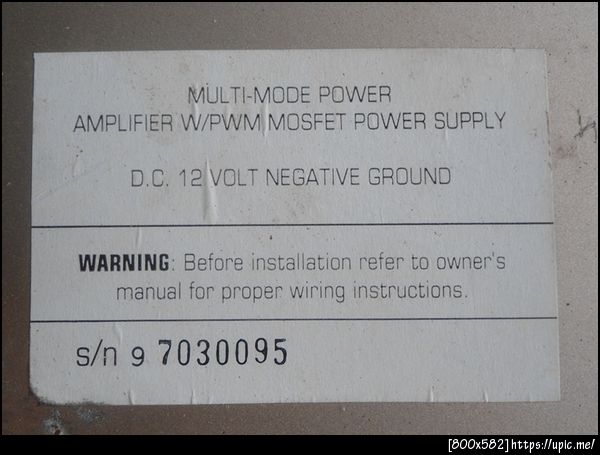 MULTI-MODE POWER
AMPLIFIER W/PWM MOSFET POWER SUPPLY
D.C. 12 VOLT NEGATIVE GROUND
WARNING: Before installation refer to owner's
manual for proper wiring instructions.
s/n 9 7030095
[800x582]https://upic.me/